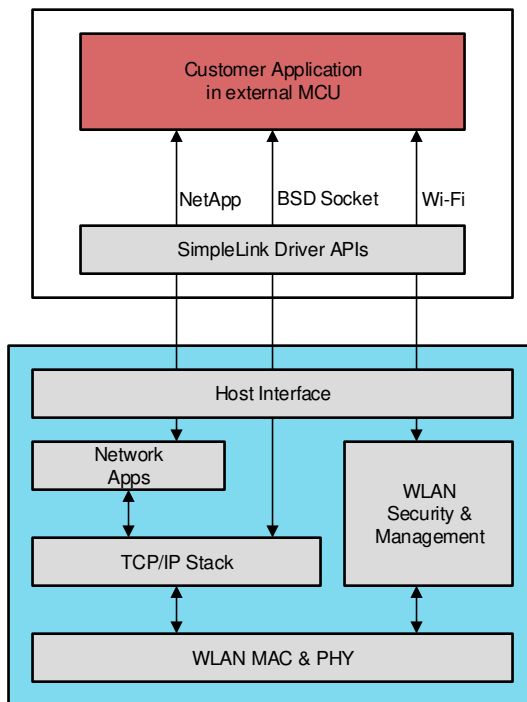 Customer Application
in external MCU
NetApp
BSD Socket
Wi-Fi
SimpleLink Driver APIs
Host Interface
Network
Apps
WLAN
Security &
Management
TCP/IP Stack
WLAN MAC & PHY